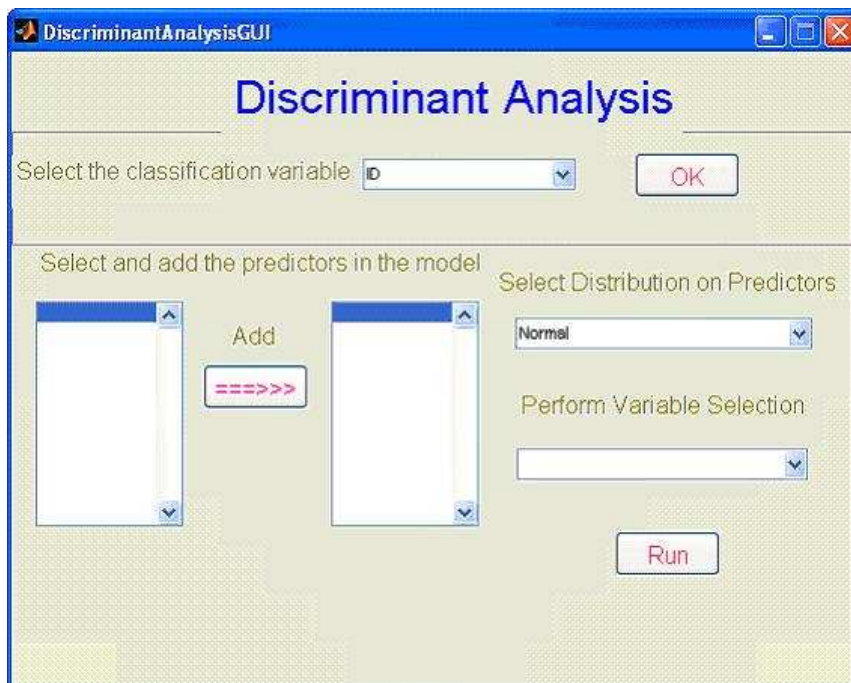 DiscriminantAnalysisGUI
Discriminant Analysis
Select the classification variable
ID
OK
Select and add the predictors in the model
Select Distribution on Predictors
Add
Normal
===>>>
Perform Variable Selection
Run